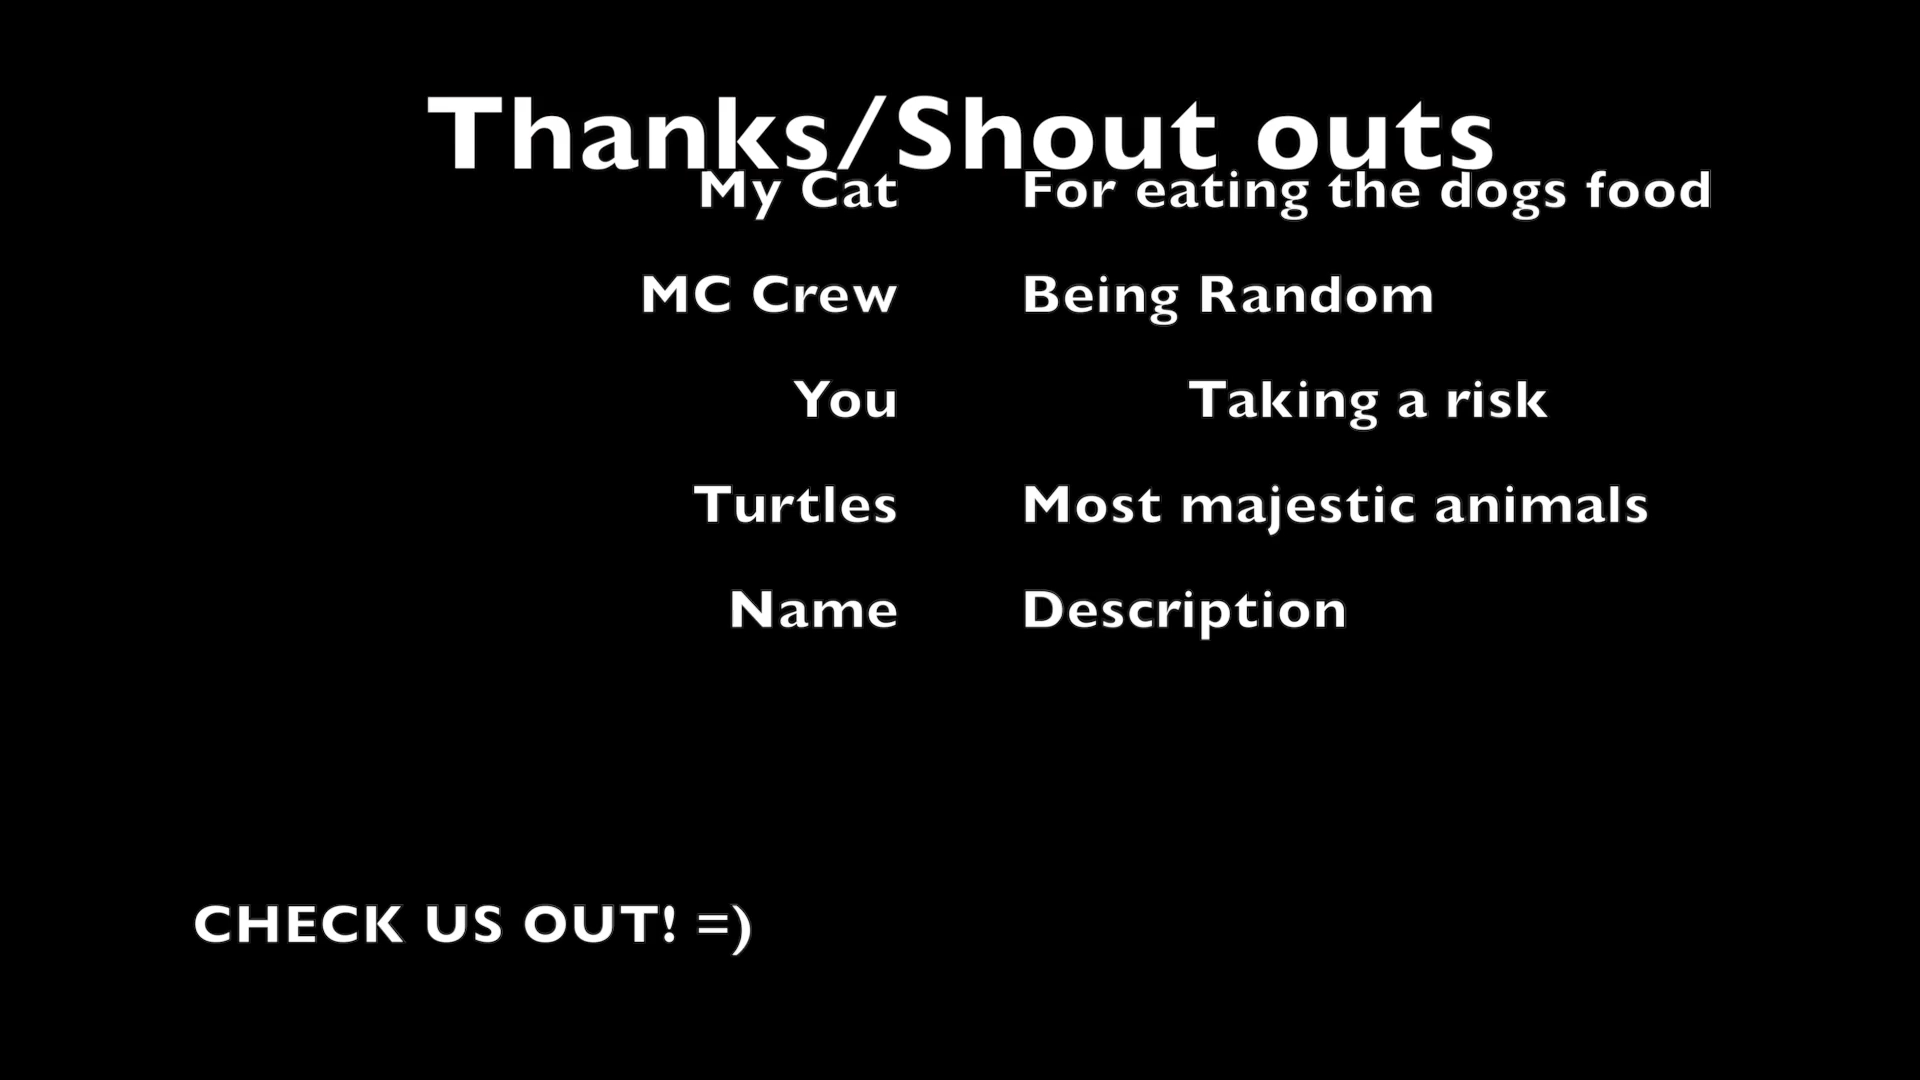 Thanks/Shout outs
My Cat For eating the dogs food
MC Crew Being Random
You Taking a risk
Turtles Most majestic animals
Name Description
CHECK US OUT! =)